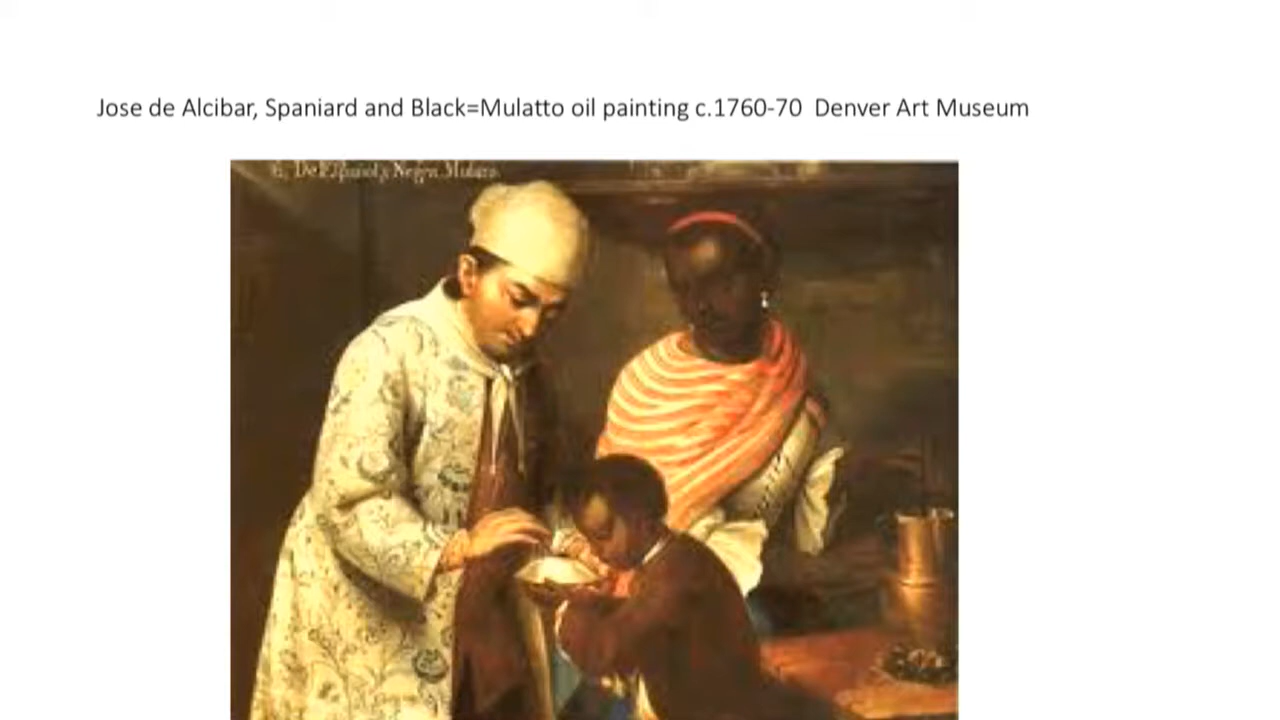 Jose de Alcibar, Spaniard and Black=Mulatto oil painting c.1760-70  Denver Art Museum
6, De Español, y Negra, Mulato.